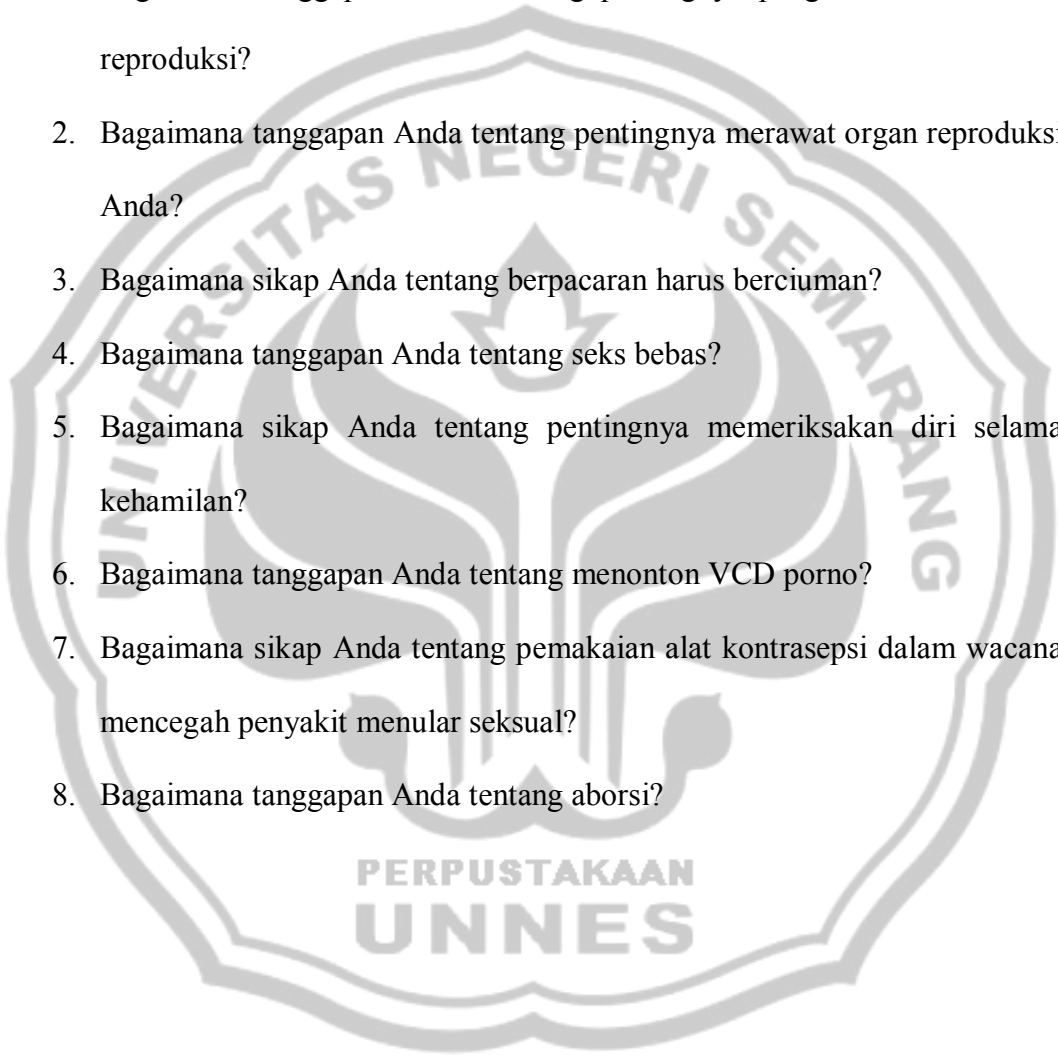 reproduksi?
2. Bagaimana tanggapan Anda tentang pentingnya merawat organ reproduksi
Anda?
3. Bagaimana sikap Anda tentang berpacaran harus berciuman?
4. Bagaimana tanggapan Anda tentang seks bebas?
5. Bagaimana sikap Anda tentang pentingnya memeriksakan diri selama
kehamilan?
6. Bagaimana tanggapan Anda tentang menonton VCD porno?
7. Bagaimana sikap Anda tentang pemakaian alat kontrasepsi dalam wacana
mencegah penyakit menular seksual?
8. Bagaimana tanggapan Anda tentang aborsi?
UNIVERSITAS NEGERI SEMARANG
PERPUSTAKAAN
UNNES